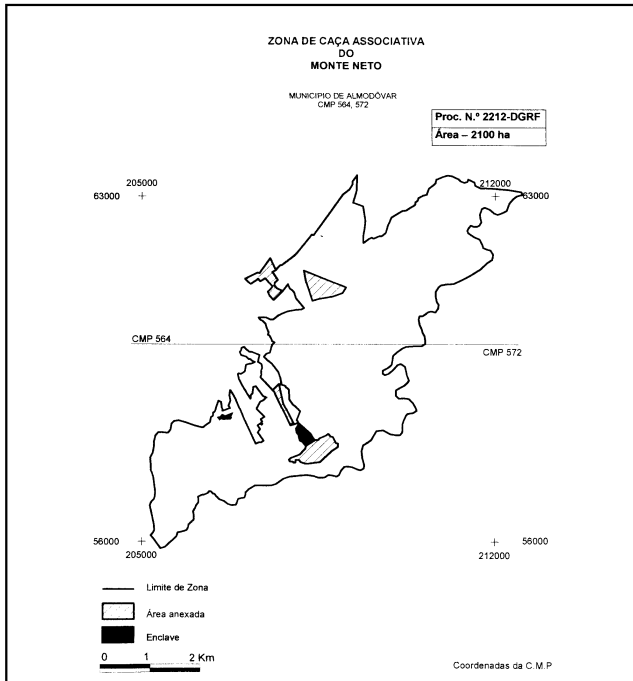 ZONA DE CAÇA ASSOCIATIVA
DO
MONTE NETO
MUNICIPIO DE ALMODÔVAR
CMP 564, 572
Proc. N.º 2212-DGRF
Área – 2100 ha
205000
212000
63000
63000
CMP 564
CMP 572
56000
56000
205000
212000
Limite de Zona
Área anexada
Enclave
0 1 2 Km
Coordenadas da C.M.P